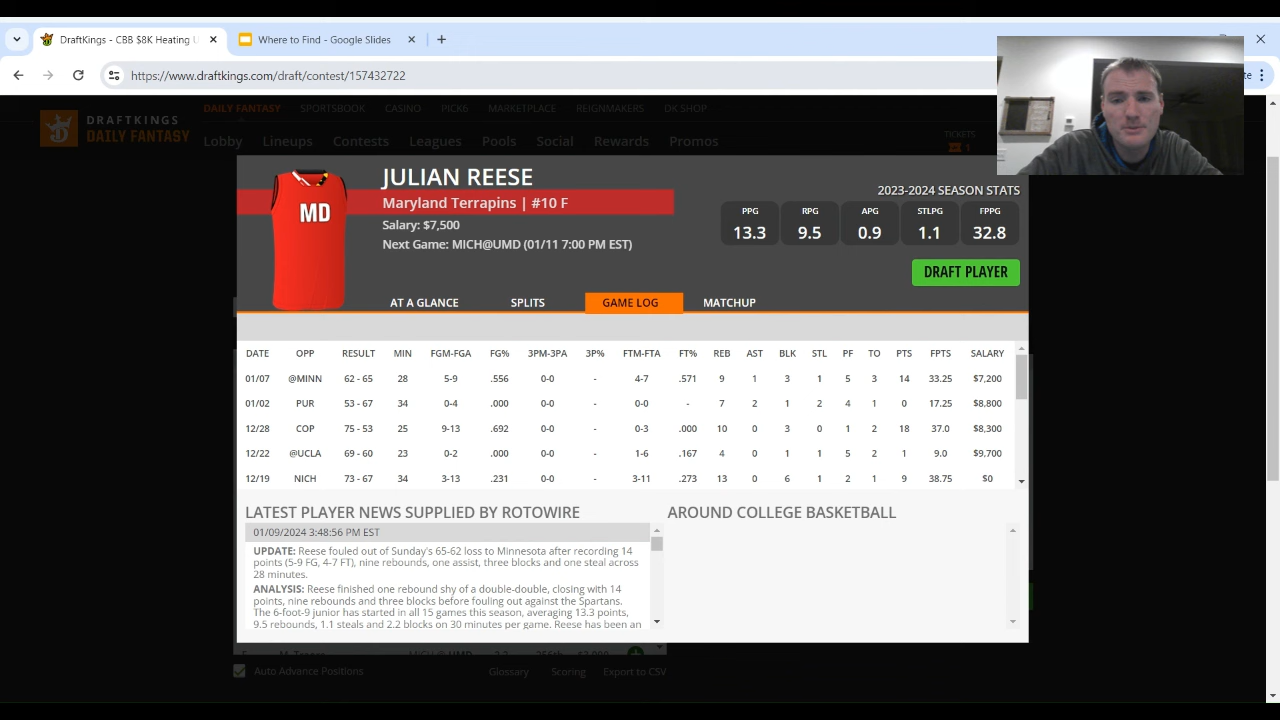 DraftKings - CBB $8K Heating U
Where to Find - Google Slides
https://www.draftkings.com/draft/contest/157432722
DAILY FANTASY SPORTSBOOK CASINO PICK6 MARKETPLACE REIGNMAKERS DK SHOP
DRAFTKINGS
DAILY FANTASY
Lobby Lineups Contests Leagues Pools Social Rewards Promos
TICKETS
1
MD
JULIAN REESE
Maryland Terrapins | #10 F
Salary: $7,500
Next Game: MICH@UMD (01/11 7:00 PM EST)
2023-2024 SEASON STATS
PPG RPG APG STLPG FPPG
13.3 9.5 0.9 1.1 32.8
DRAFT PLAYER
AT A GLANCE SPLITS GAME LOG MATCHUP
DATE OPP RESULT MIN FGM-FGA FG% 3PM-3PA 3P% FTM-FTA FT% REB AST BLK STL PF TO PTS FPTS SALARY
01/07 @MINN 62 - 65 28 5-9 .556 0-0 - 4-7 .571 9 1 3 1 5 3 14 33.25 $7,200
01/02 PUR 53 - 67 34 0-4 .000 0-0 - 0-0 - 7 2 1 2 4 1 0 17.25 $8,800
12/28 COP 75 - 53 25 9-13 .692 0-0 - 0-3 .000 10 0 3 0 1 2 18 37.0 $8,300
12/22 @UCLA 69 - 60 23 0-2 .000 0-0 - 1-6 .167 4 0 1 1 5 2 1 9.0 $9,700
12/19 NICH 73 - 67 34 3-13 .231 0-0 - 3-11 .273 13 0 6 1 2 1 9 38.75 $0
LATEST PLAYER NEWS SUPPLIED BY ROTOWIRE
AROUND COLLEGE BASKETBALL
01/09/2024 3:48:56 PM EST
UPDATE: Reese fouled out of Sunday's 65-62 loss to Minnesota after recording 14
points (5-9 FG, 4-7 FT), nine rebounds, one assist, three blocks and one steal across
28 minutes.
ANALYSIS: Reese finished one rebound shy of a double-double, closing with 14
points, nine rebounds and three blocks before fouling out against the Spartans.
The 6-foot-9 junior has started in all 15 games this season, averaging 13.3 points,
9.5 rebounds, 1.1 steals and 2.2 blocks on 30 minutes per game. Reese has been an
Auto Advance Positions
Glossary Scoring Export to CSV